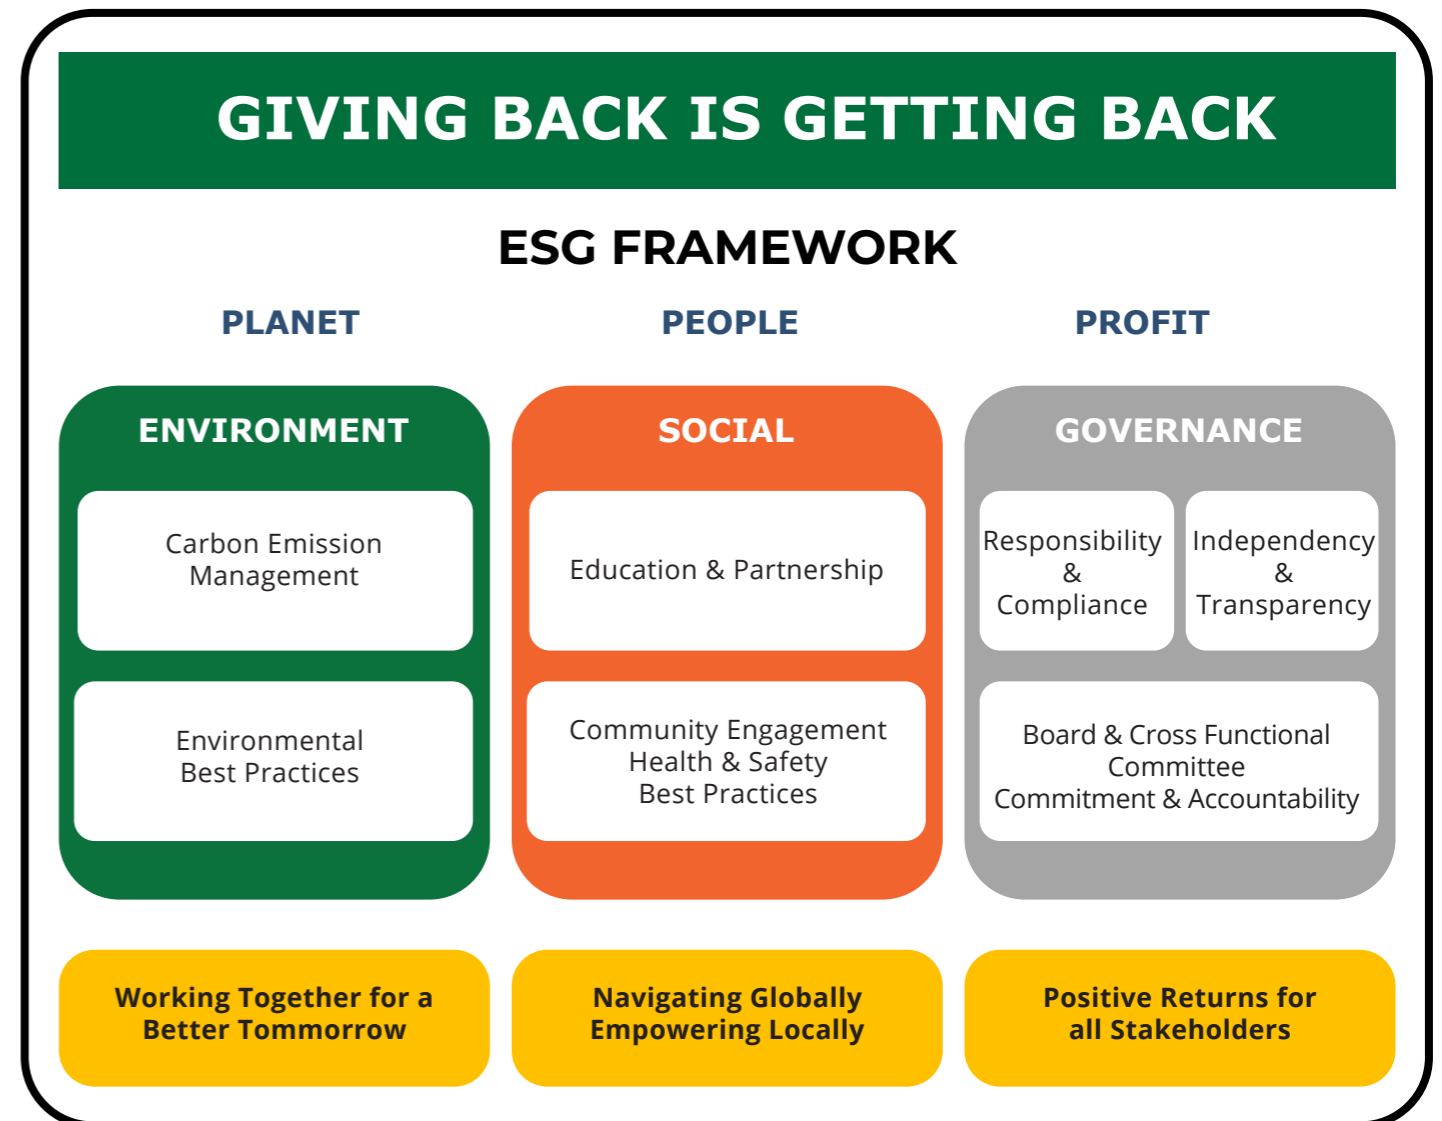 GIVING BACK IS GETTING BACK
ESG FRAMEWORK
PLANET
PEOPLE
PROFIT
ENVIRONMENT
Carbon Emission
Management
Environmental
Best Practices
SOCIAL
Education & Partnership
Community Engagement
Health & Safety
Best Practices
GOVERNANCE
Responsibility
&
Compliance
Independency
&
Transparency
Board & Cross Functional
Committee
Commitment & Accountability
Working Together for a
Better Tommorrow
Navigating Globally
Empowering Locally
Positive Returns for
all Stakeholders